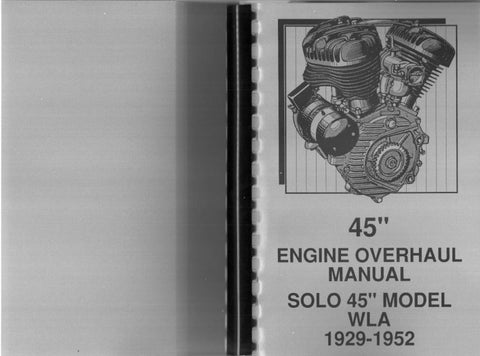 45"
ENGINE OVERHAUL
MANUAL
SOLO 45" MODEL
WLA
1929-1952